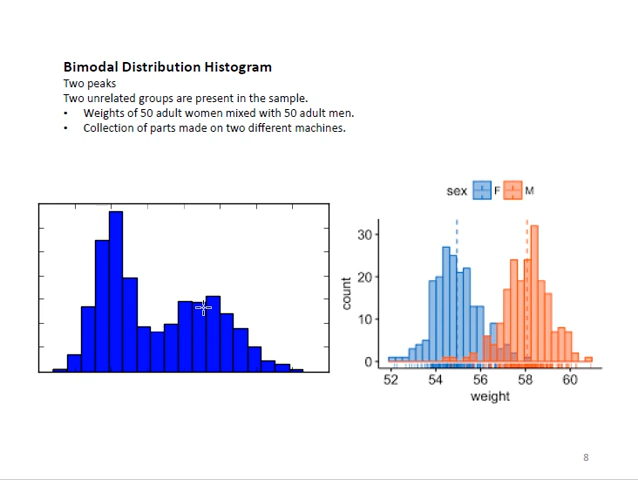 Bimodal Distribution Histogram
Two peaks
Two unrelated groups are present in the sample.
• Weights of 50 adult women mixed with 50 adult men.
• Collection of parts made on two different machines.
sex F M
30
20
10
0
count
52 54 56 58 60
weight
8